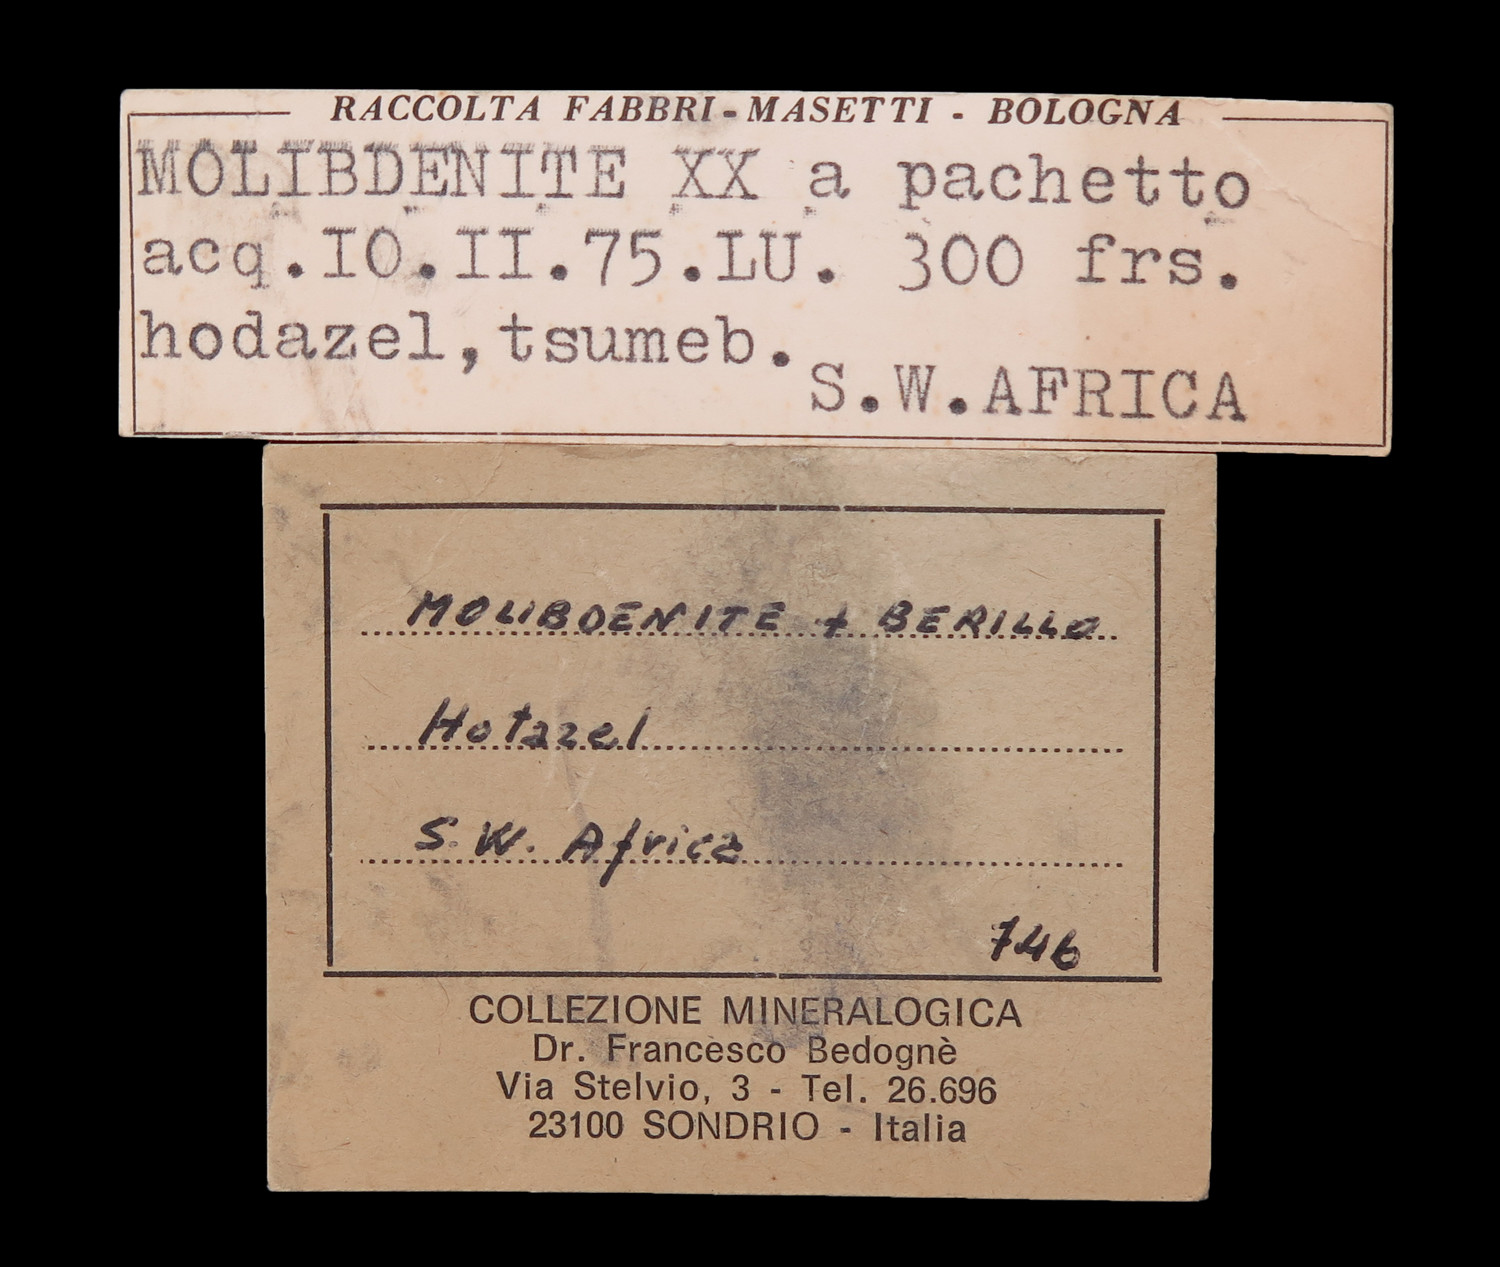 RACCOLTA FABBRI - MASETTI - BOLOGNA
MOLIBDENITE XX a pachetto
acq.IO.II.75.LU. 300 frs.
hodazel,tsumeb.
S.W.AFRICA
MOLIBDENITE + BERILLO
Hotazel
S.W. Africa
746
COLLEZIONE MINERALOGICA
Dr. Francesco Bedognè
Via Stelvio, 3 - Tel. 26.696
23100 SONDRIO - Italia